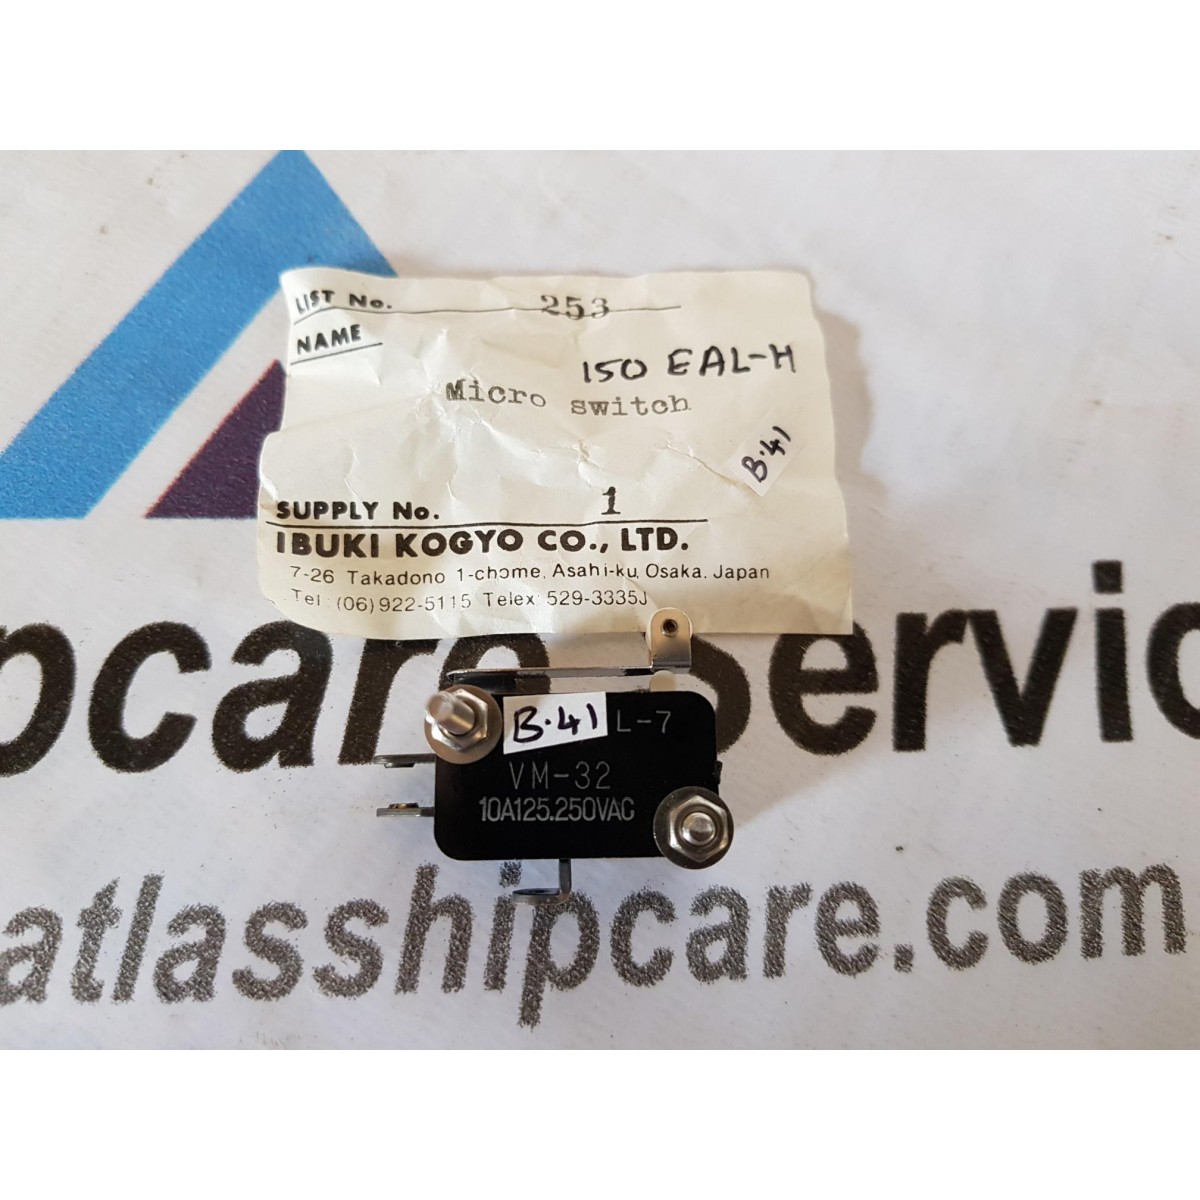 LIST No. 253
NAME
150 EAL-H
Micro switch
B.41
SUPPLY No. 1
IBUKI KOGYO CO., LTD.
7-26 Takadono 1-chome, Asahi-ku, Osaka, Japan
Tel : (06)922-5115 Telex: 529-3335J
pcare Service
B.41 L-7
VM-32
10A125.250VAC
atlasshipcare.com